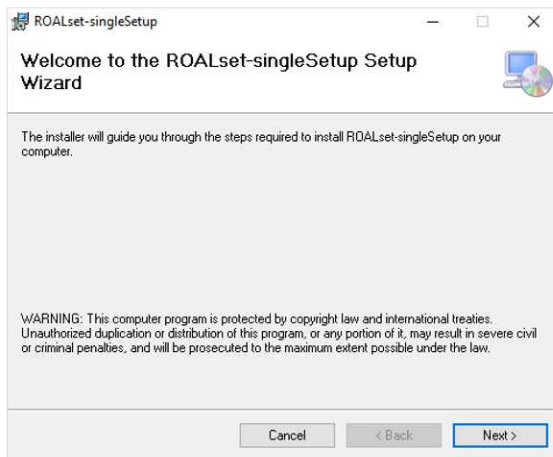 ROALset-singleSetup
Welcome to the ROALset-singleSetup Setup
Wizard
The installer will guide you through the steps required to install ROALset-singleSetup on your
computer.
WARNING: This computer program is protected by copyright law and international treaties.
Unauthorized duplication or distribution of this program, or any portion of it, may result in severe civil
or criminal penalties, and will be prosecuted to the maximum extent possible under the law.
Cancel < Back Next >